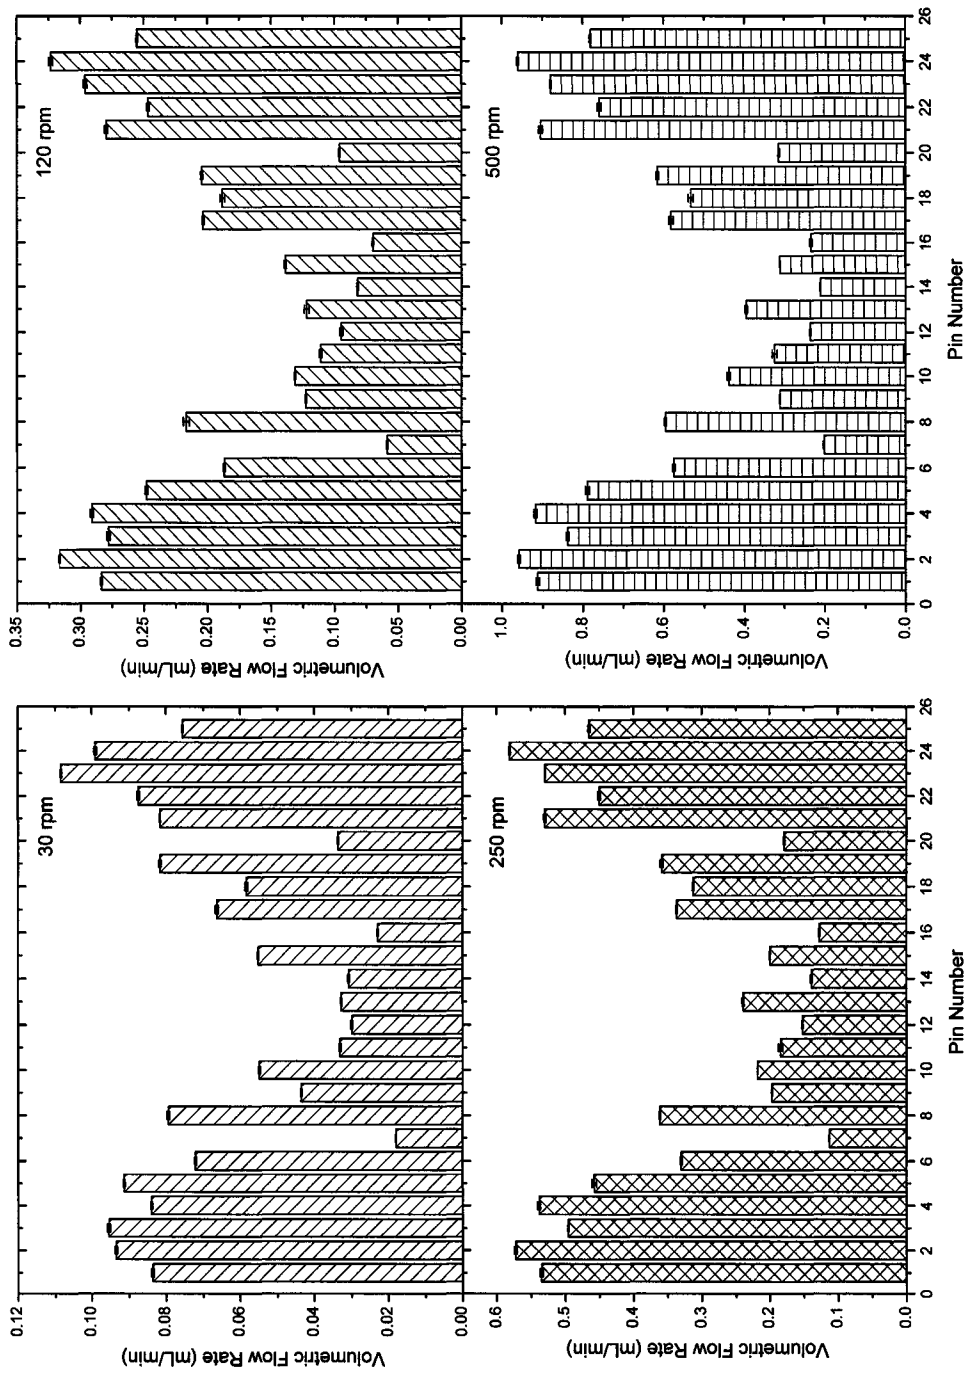 30 rpm
0.12
0.10
0.08
0.06
0.04
0.02
0.00
Volumetric Flow Rate (mL/min)
250 rpm
0.6
0.5
0.4
0.3
0.2
0.1
0.0
Volumetric Flow Rate (mL/min)
0 2 4 6 8 10 12 14 16 18 20 22 24 26
Pin Number
120 rpm
0.35
0.30
0.25
0.20
0.15
0.10
0.05
0.00
Volumetric Flow Rate (mL/min)
500 rpm
1.0
0.8
0.6
0.4
0.2
0.0
Volumetric Flow Rate (mL/min)
0 2 4 6 8 10 12 14 16 18 20 22 24 26
Pin Number